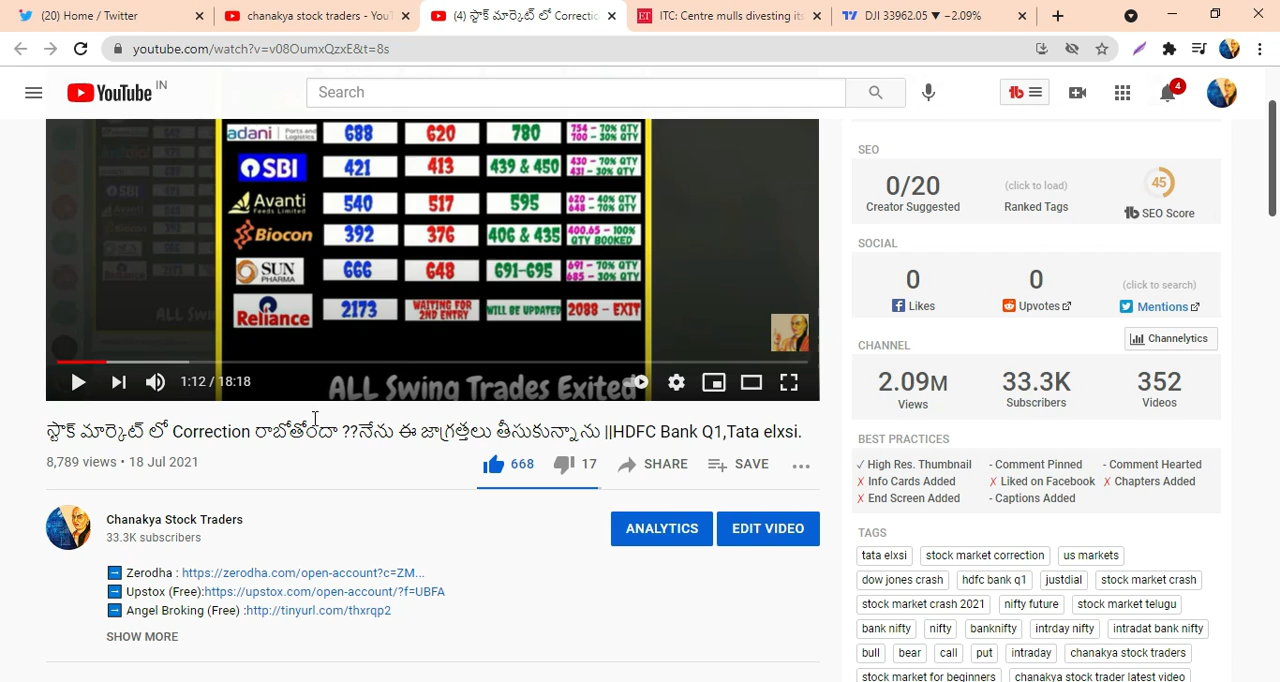 (20) Home / Twitter
chanakya stock traders - YouT
(4) స్టాక్ మార్కెట్ లో Correctio
ITC: Centre mulls divesting its
DJI 33962.05 ▼ −2.09%
youtube.com/watch?v=v08OumxQzxE&t=8s
YouTube IN
Search
4
adani Ports and Logistics 688 620 780 754 - 70% QTY 700 - 30% QTY
SBI 421 413 439 & 450 430 - 70% QTY 431 - 30% QTY
Avanti Feeds Limited 540 517 595 620 - 40% QTY 648 - 70% QTY
Biocon 392 376 406 & 435 400.65 - 100% QTY BOOKED
SUN PHARMA 666 648 691-695 691 - 70% QTY 685 - 30% QTY
Reliance 2173 WAITING FOR 2ND ENTRY WILL BE UPDATED 2088 - EXIT
1:12 / 18:18
ALL Swing Trades Exited
స్టాక్ మార్కెట్ లో Correction రాబోతోందా ??నేను ఈ జాగ్రత్తలు తీసుకున్నాను ||HDFC Bank Q1,Tata elxsi.
8,789 views • 18 Jul 2021
668 17 SHARE SAVE
Chanakya Stock Traders
33.3K subscribers
ANALYTICS EDIT VIDEO
Zerodha : https://zerodha.com/open-account?c=ZM...
Upstox (Free):https://upstox.com/open-account/?f=UBFA
Angel Broking (Free) :http://tinyurl.com/thxrqp2
SHOW MORE
SEO
0/20 (click to load) 45
Creator Suggested Ranked Tags tb SEO Score
SOCIAL
0 0 (click to search)
Likes Upvotes Mentions
CHANNEL Channelytics
2.09M 33.3K 352
Views Subscribers Videos
BEST PRACTICES
✓ High Res. Thumbnail - Comment Pinned - Comment Hearted
✗ Info Cards Added ✗ Liked on Facebook ✗ Chapters Added
✗ End Screen Added - Captions Added
TAGS
tata elxsi stock market correction us markets
dow jones crash hdfc bank q1 justdial stock market crash
stock market crash 2021 nifty future stock market telugu
bank nifty nifty banknifty intrday nifty intradat bank nifty
bull bear call put intraday chanakya stock traders
stock market for beginners chanakya stock trader latest video